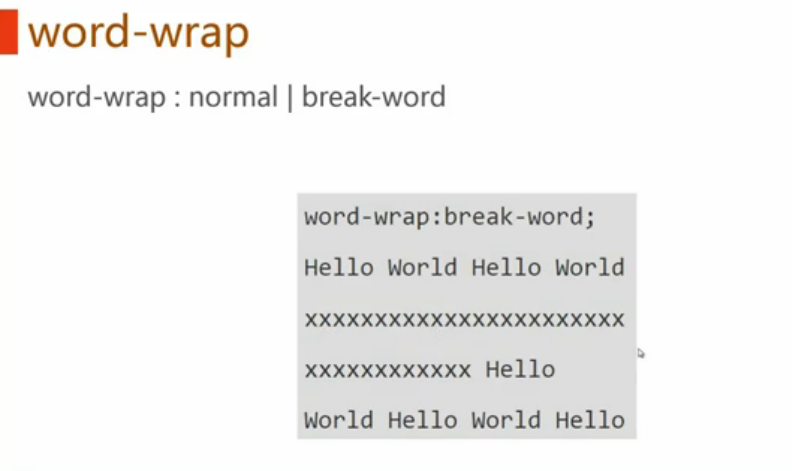 word-wrap
word-wrap : normal | break-word
word-wrap:break-word;
Hello World Hello World
xxxxxxxxxxxxxxxxxxxxxxx
xxxxxxxxxxxx Hello
World Hello World Hello